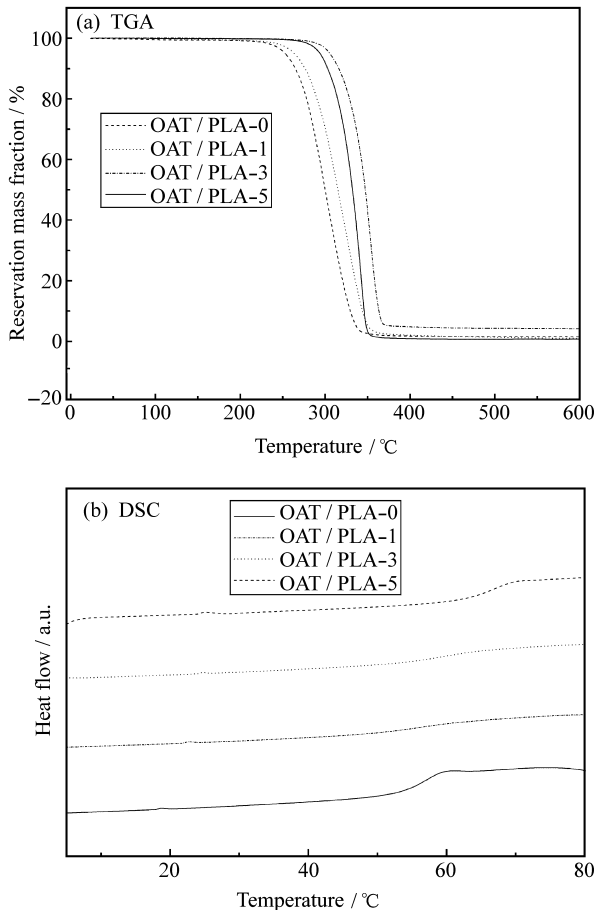 (a) TGA
100
80
60
40
20
0
−20
Reservation mass fraction / %
OAT / PLA−0
OAT / PLA−1
OAT / PLA−3
OAT / PLA−5
0 100 200 300 400 500 600
Temperature / ℃
(b) DSC
OAT / PLA−0
OAT / PLA−1
OAT / PLA−3
OAT / PLA−5
Heat flow / a.u.
20 40 60 80
Temperature / ℃